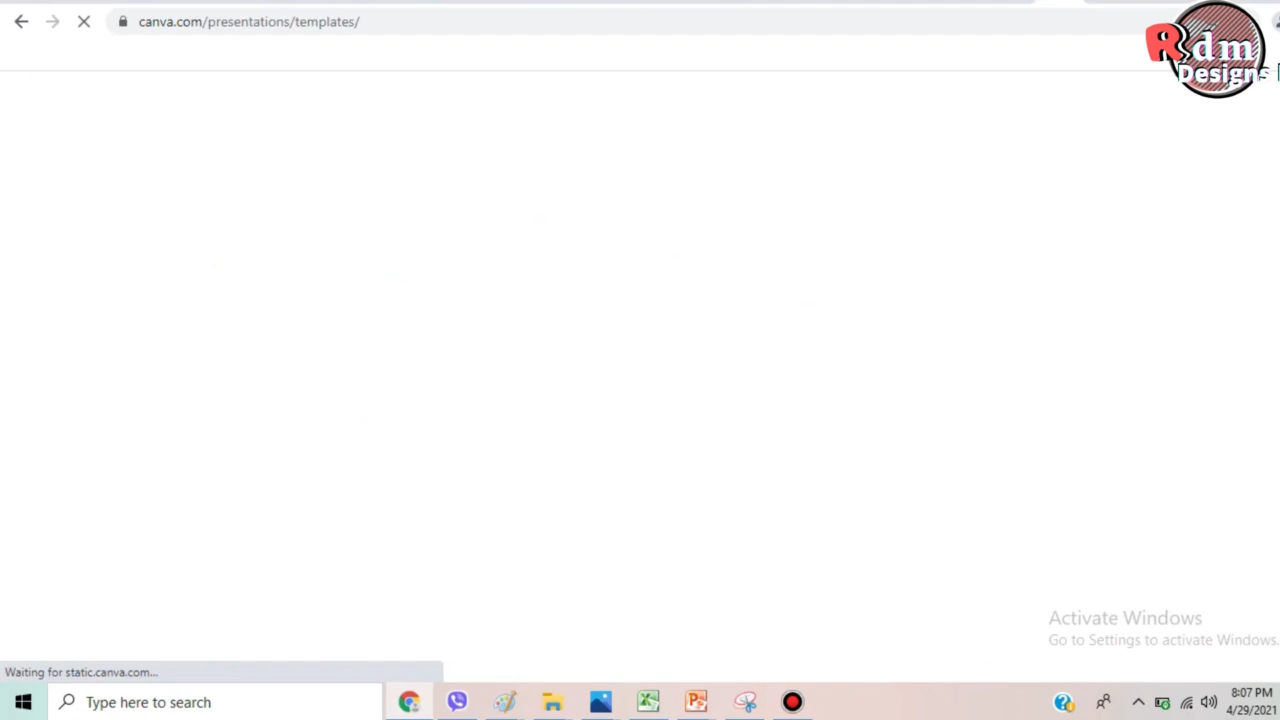 canva.com/presentations/templates/
Rdm
Designs
Activate Windows
Go to Settings to activate Windows.
Waiting for static.canva.com...
Type here to search
8:07 PM
4/29/2021